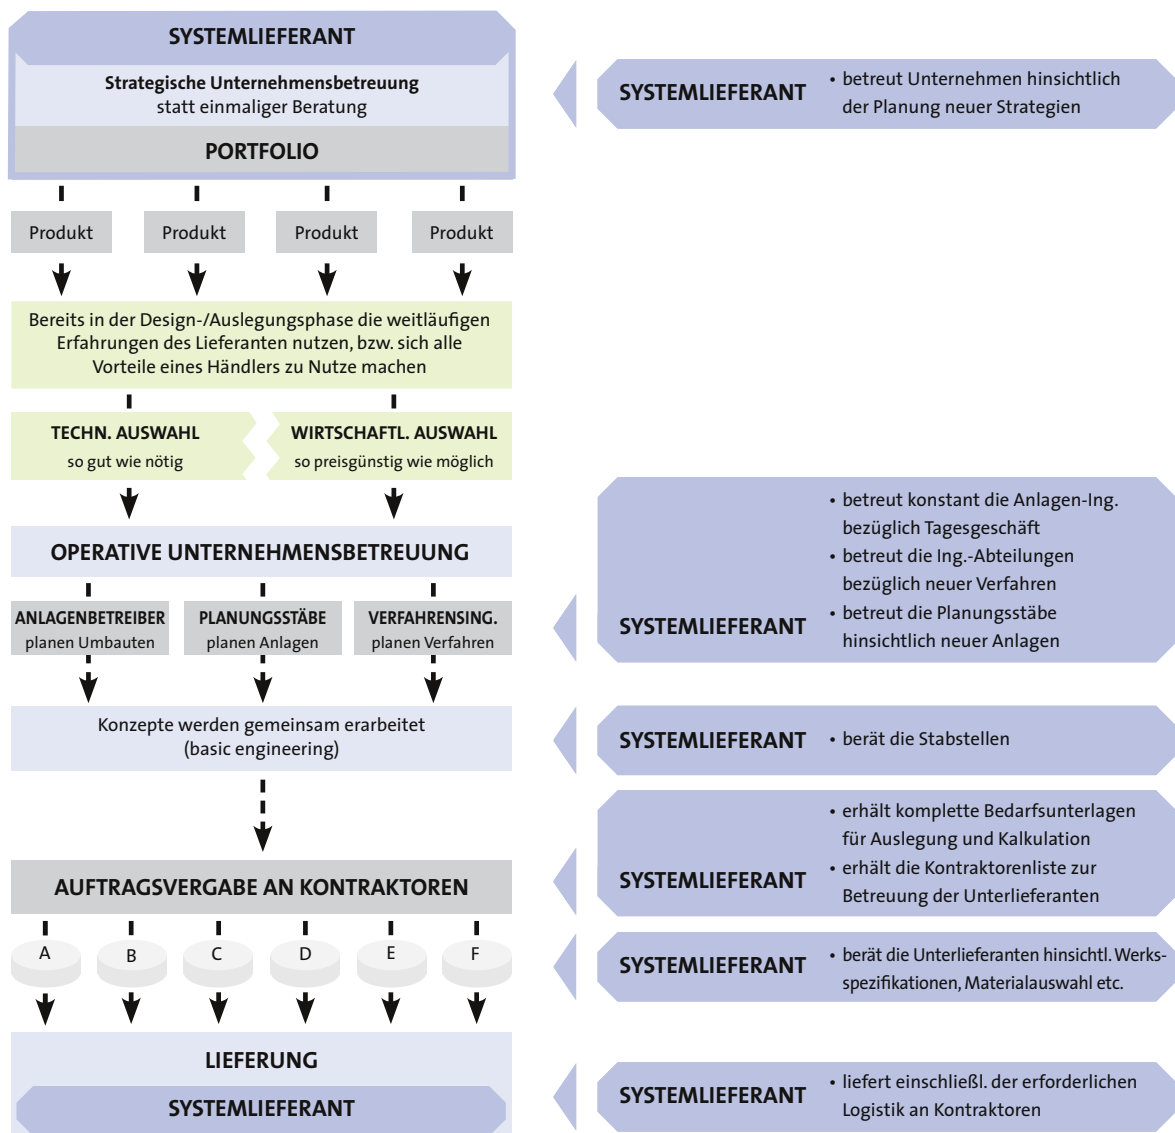 SYSTEMLIEFERANT
Strategische Unternehmensbetreuung
statt einmaliger Beratung
PORTFOLIO
SYSTEMLIEFERANT
• betreut Unternehmen hinsichtlich
der Planung neuer Strategien
Produkt
Produkt
Produkt
Produkt
Bereits in der Design-/Auslegungsphase die weitläufigen
Erfahrungen des Lieferanten nutzen, bzw. sich alle
Vorteile eines Händlers zu Nutze machen
TECHN. AUSWAHL
so gut wie nötig
WIRTSCHAFTL. AUSWAHL
so preisgünstig wie möglich
OPERATIVE UNTERNEHMENSBETREUUNG
ANLAGENBETREIBER
planen Umbauten
PLANUNGSSTÄBE
planen Anlagen
VERFAHRENSING.
planen Verfahren
SYSTEMLIEFERANT
• betreut konstant die Anlagen-Ing.
bezüglich Tagesgeschäft
• betreut die Ing.-Abteilungen
bezüglich neuer Verfahren
• betreut die Planungsstäbe
hinsichtlich neuer Anlagen
Konzepte werden gemeinsam erarbeitet
(basic engineering)
SYSTEMLIEFERANT
• berät die Stabstellen
AUFTRAGSVERGABE AN KONTRAKTOREN
SYSTEMLIEFERANT
• erhält komplette Bedarfsunterlagen
für Auslegung und Kalkulation
• erhält die Kontraktorenliste zur
Betreuung der Unterlieferanten
A
B
C
D
E
F
SYSTEMLIEFERANT
• berät die Unterlieferanten hinsichtl. Werks-
spezifikationen, Materialauswahl etc.
LIEFERUNG
SYSTEMLIEFERANT
SYSTEMLIEFERANT
• liefert einschließl. der erforderlichen
Logistik an Kontraktoren